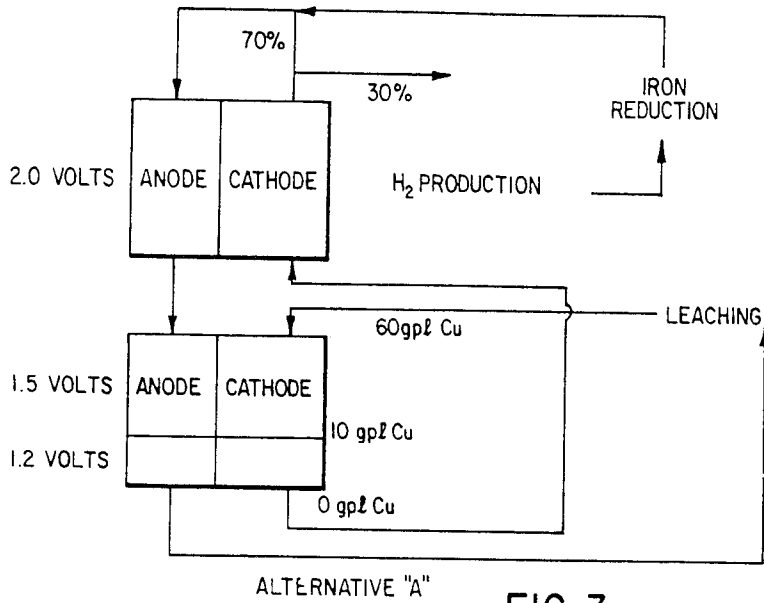 70%
30%
IRON
REDUCTION
2.0 VOLTS
ANODE
CATHODE
H₂ PRODUCTION
60gpl Cu
LEACHING
1.5 VOLTS
ANODE
CATHODE
10 gpl Cu
1.2 VOLTS
0 gpl Cu
ALTERNATIVE "A"